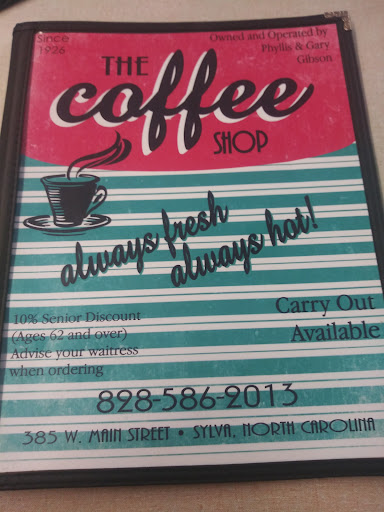 Since
1926
Owned and Operated by
Phyllis & Gary
Gibson
THE
coffee
SHOP
always fresh
always hot!
10% Senior Discount
(Ages 62 and over)
Advise your waitress
when ordering
Carry Out
Available
828-586-2013
385 W. MAIN STREET • SYLVA, NORTH CAROLINA